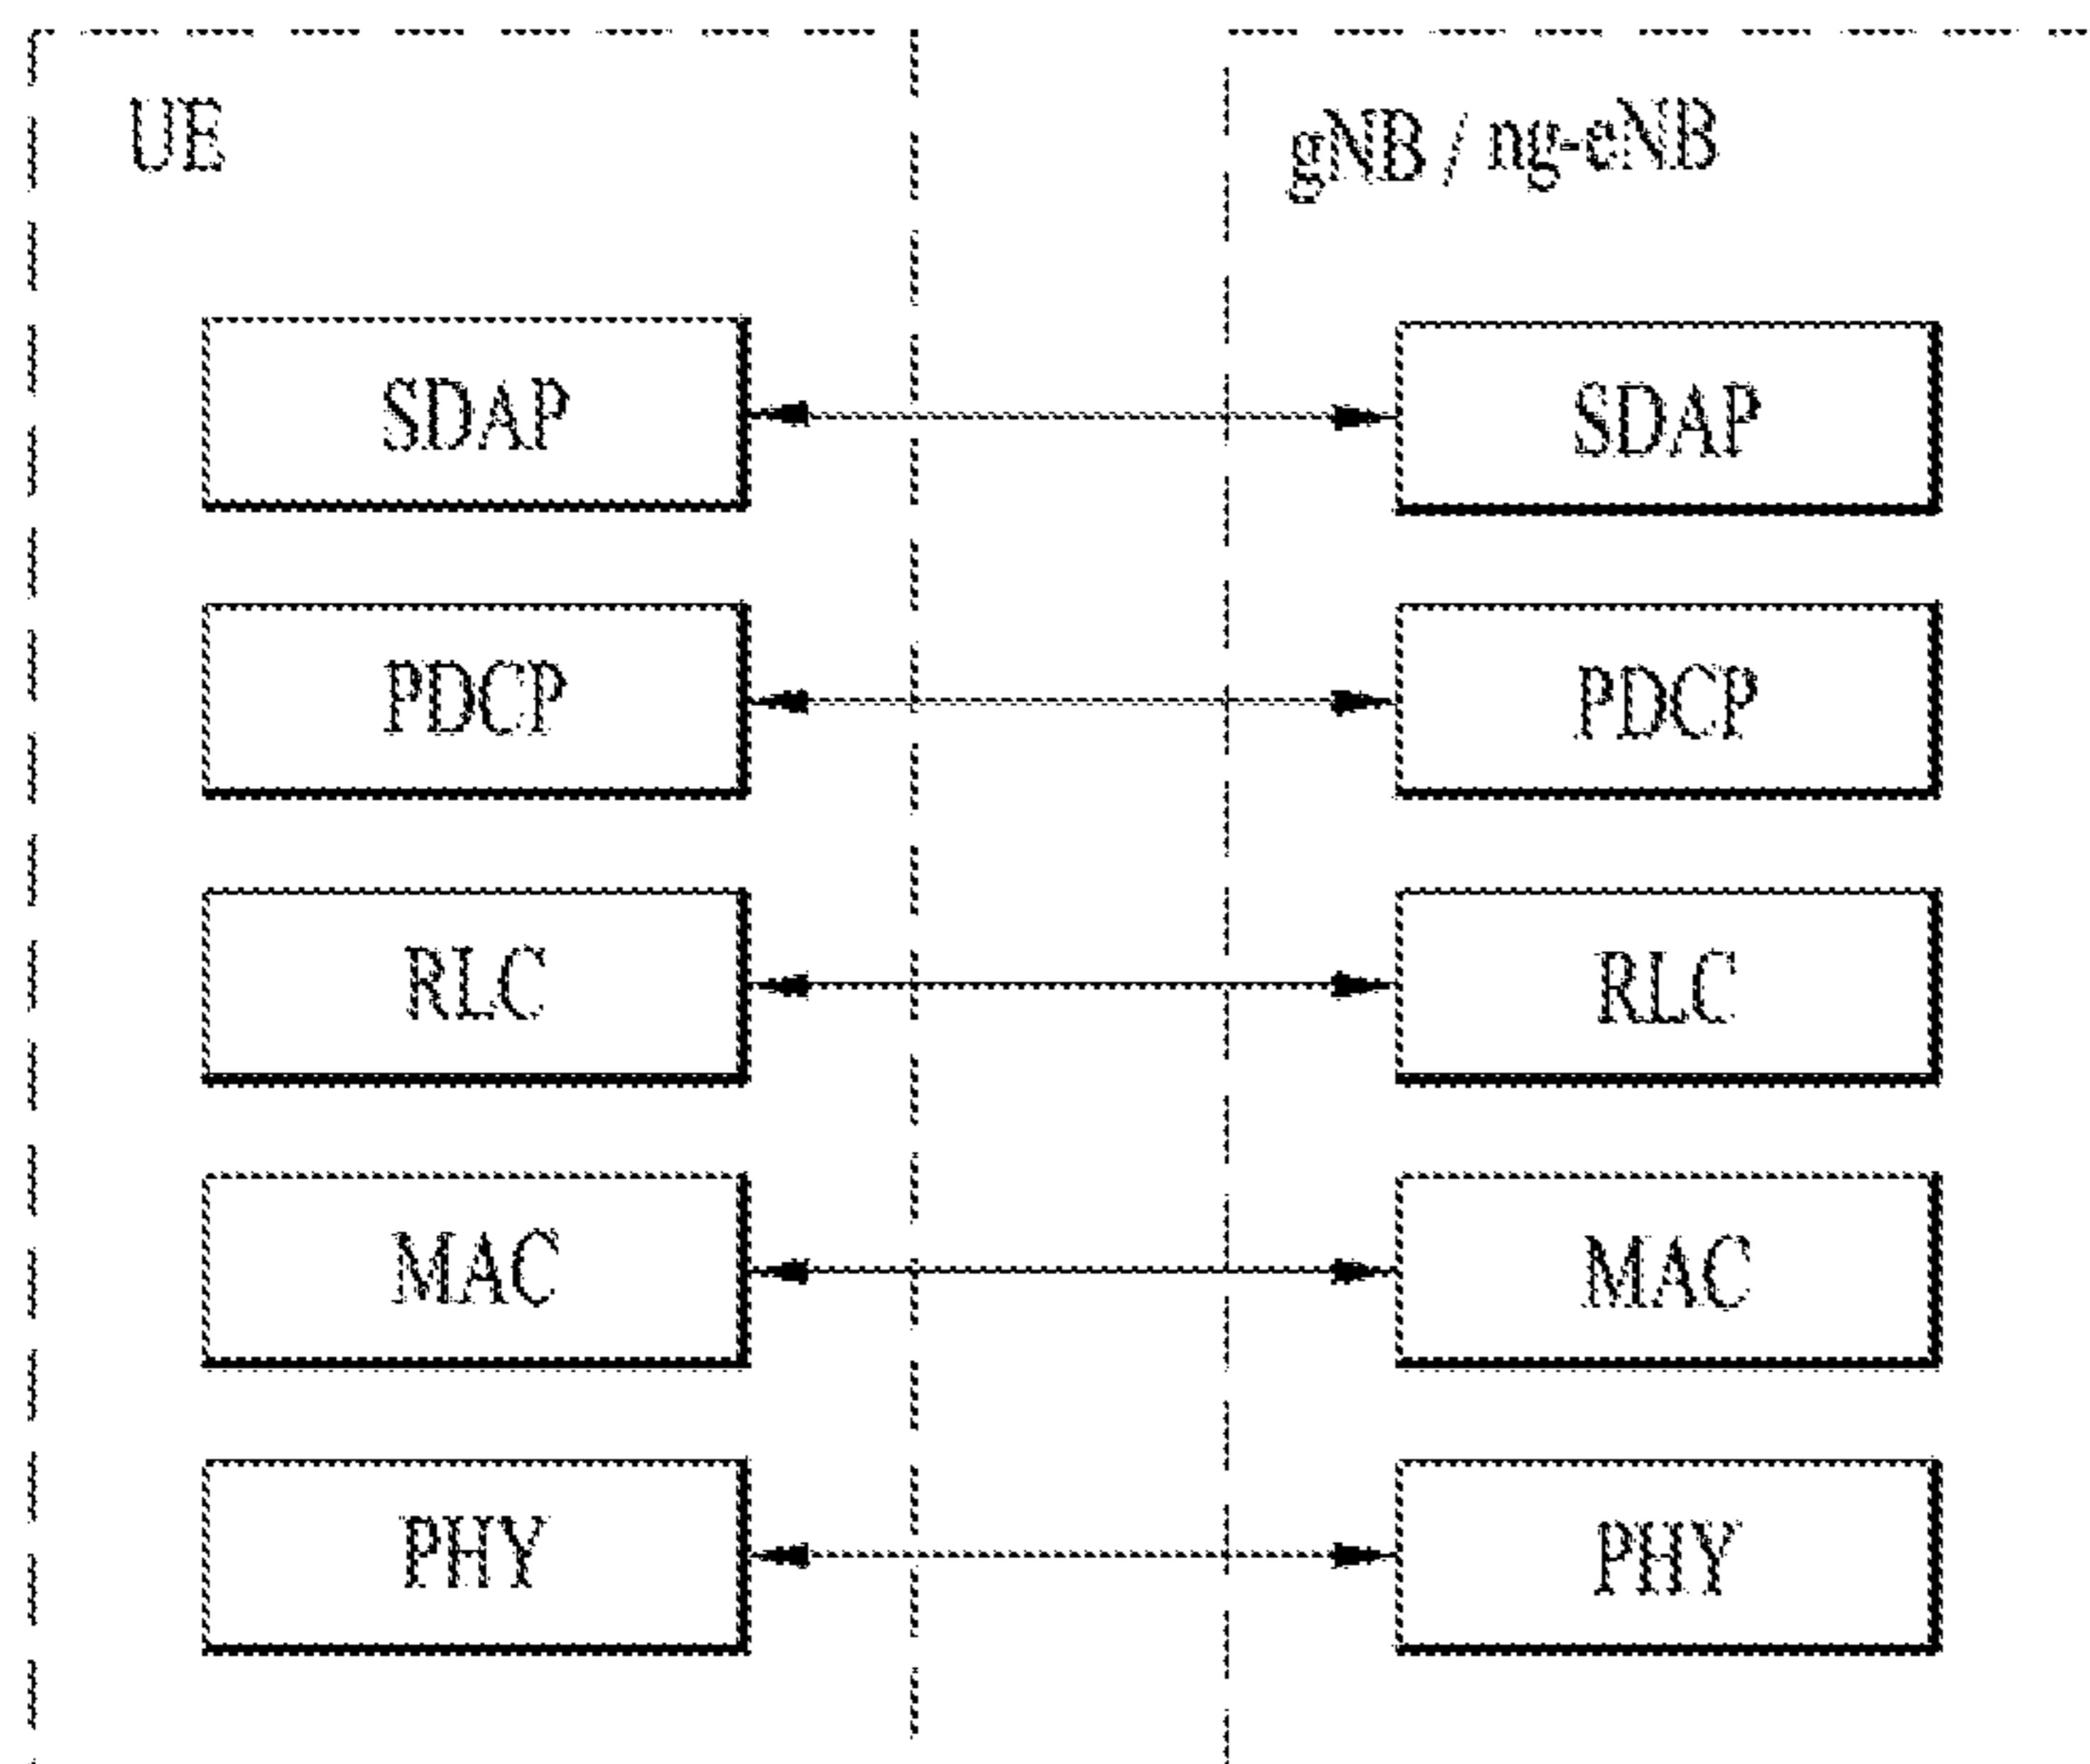 UE
gNB / ng-eNB
SDAP
SDAP
PDCP
PDCP
RLC
RLC
MAC
MAC
PHY
PHY